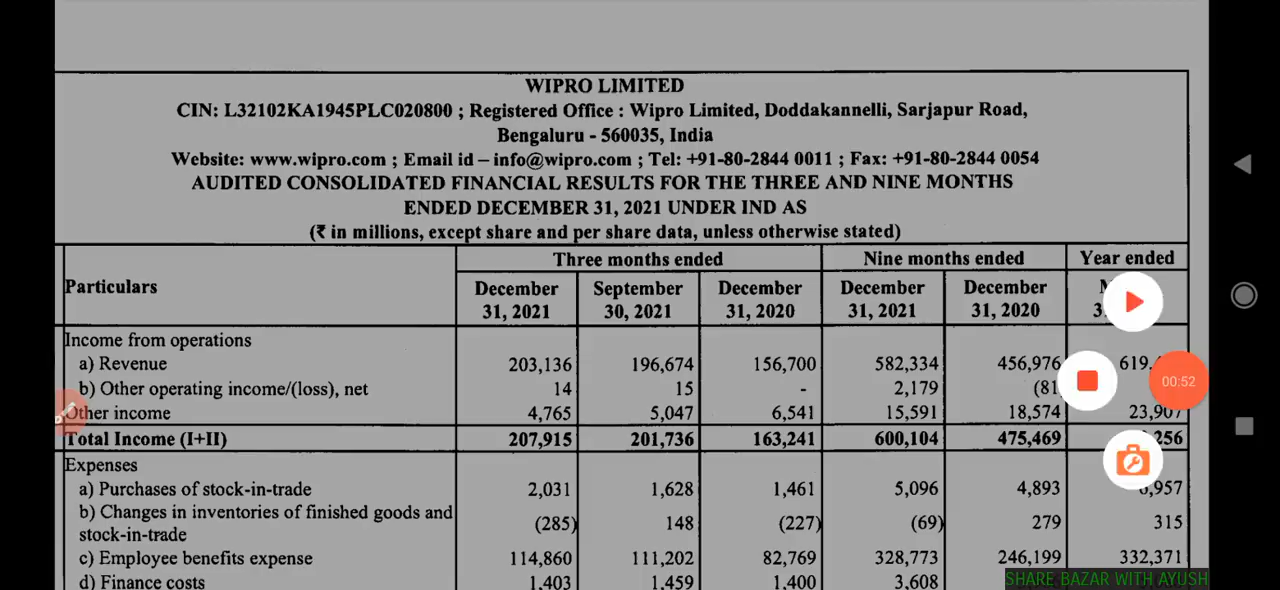 WIPRO LIMITED
CIN: L32102KA1945PLC020800 ; Registered Office : Wipro Limited, Doddakannelli, Sarjapur Road,
Bengaluru - 560035, India
Website: www.wipro.com ; Email id – info@wipro.com ; Tel: +91-80-2844 0011 ; Fax: +91-80-2844 0054
AUDITED CONSOLIDATED FINANCIAL RESULTS FOR THE THREE AND NINE MONTHS
ENDED DECEMBER 31, 2021 UNDER IND AS
(₹ in millions, except share and per share data, unless otherwise stated)
Three months ended Nine months ended Year ended
Particulars December September December December December
31, 2021 30, 2021 31, 2020 31, 2021 31, 2020
Income from operations
a) Revenue 203,136 196,674 156,700 582,334 456,976
b) Other operating income/(loss), net 14 15 - 2,179 (81
00:52
Other income 4,765 5,047 6,541 15,591 18,574 23,907
Total Income (I+II) 207,915 201,736 163,241 600,104 475,469
Expenses
a) Purchases of stock-in-trade 2,031 1,628 1,461 5,096 4,893 6,957
b) Changes in inventories of finished goods and
stock-in-trade (285) 148 (227) (69) 279 315
c) Employee benefits expense 114,860 111,202 82,769 328,773 246,199 332,371
d) Finance costs 1,403 1,459 1,400 3,608
SHARE BAZAR WITH AYUSH